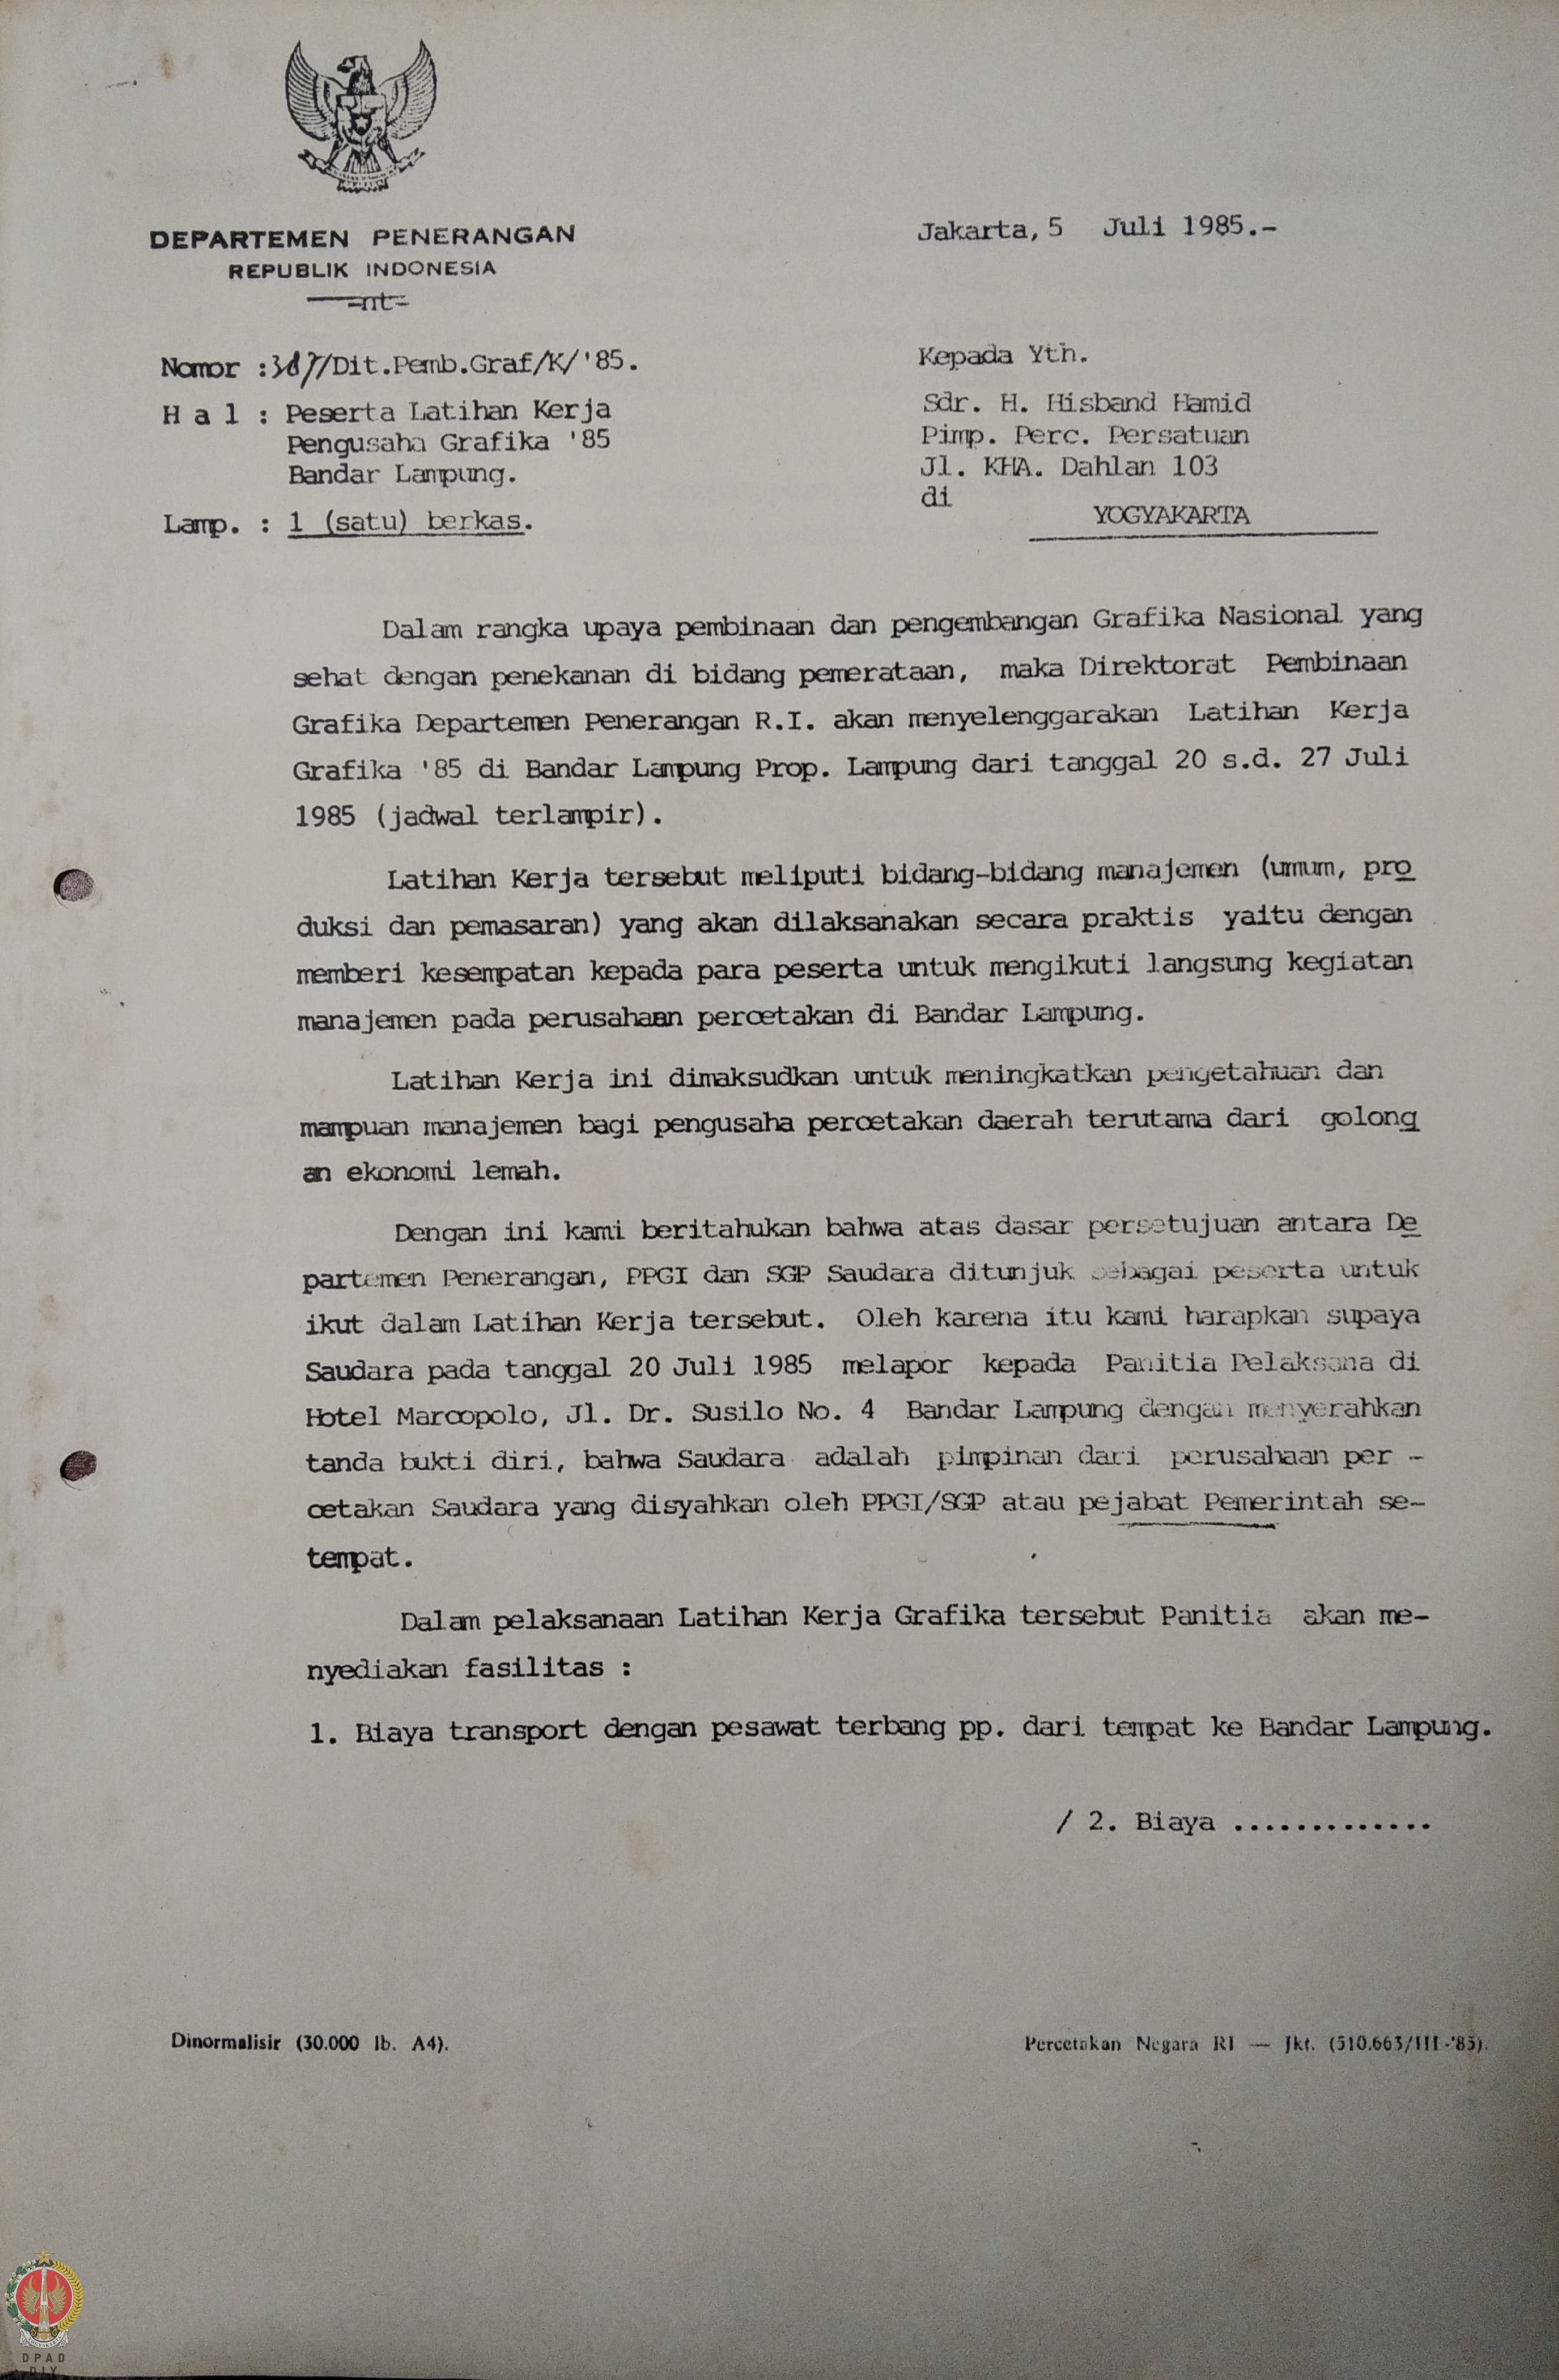 DEPARTEMEN PENERANGAN
REPUBLIK INDONESIA
Jakarta, 5 Juli 1985.-
Nomor : /Dit.Pemb.Graf/K/'85.
H a l : Peserta Latihan Kerja
Pengusaha Grafika '85
Bandar Lampung.
Lamp. : 1 (satu) berkas.
Kepada Yth.
Sdr. H. Hisband Hamid
Pimp. Perc. Persatuan
Jl. KHA. Dahlan 103
di
YOGYAKARTA
Dalam rangka upaya pembinaan dan pengembangan Grafika Nasional yang
sehat dengan penekanan di bidang pemerataan, maka Direktorat Pembinaan
Grafika Departemen Penerangan R.I. akan menyelenggarakan Latihan Kerja
Grafika '85 di Bandar Lampung Prop. Lampung dari tanggal 20 s.d. 27 Juli
1985 (jadwal terlampir).
Latihan Kerja tersebut meliputi bidang-bidang manajemen (umum, pro
duksi dan pemasaran) yang akan dilaksanakan secara praktis yaitu dengan
memberi kesempatan kepada para peserta untuk mengikuti langsung kegiatan
manajemen pada perusahaan percetakan di Bandar Lampung.
Latihan Kerja ini dimaksudkan untuk meningkatkan pengetahuan dan
mampuan manajemen bagi pengusaha percetakan daerah terutama dari golong
an ekonomi lemah.
Dengan ini kami beritahukan bahwa atas dasar persetujuan antara De
partemen Penerangan, PPGI dan SGP Saudara ditunjuk sebagai peserta untuk
ikut dalam Latihan Kerja tersebut. Oleh karena itu kami harapkan supaya
Saudara pada tanggal 20 Juli 1985 melapor kepada Panitia Pelaksana di
Hotel Marcopolo, Jl. Dr. Susilo No. 4 Bandar Lampung dengan menyerahkan
tanda bukti diri, bahwa Saudara adalah pimpinan dari perusahaan per -
cetakan Saudara yang disyahkan oleh PPGI/SGP atau pejabat Pemerintah se-
tempat.
Dalam pelaksanaan Latihan Kerja Grafika tersebut Panitia akan me-
nyediakan fasilitas :
1. Biaya transport dengan pesawat terbang pp. dari tempat ke Bandar Lampung.
/ 2. Biaya .............
Dinormalisir (30.000 lb. A4).
Percetakan Negara RI — Jkt. (510.663/III-'85).
DPAD
DIY